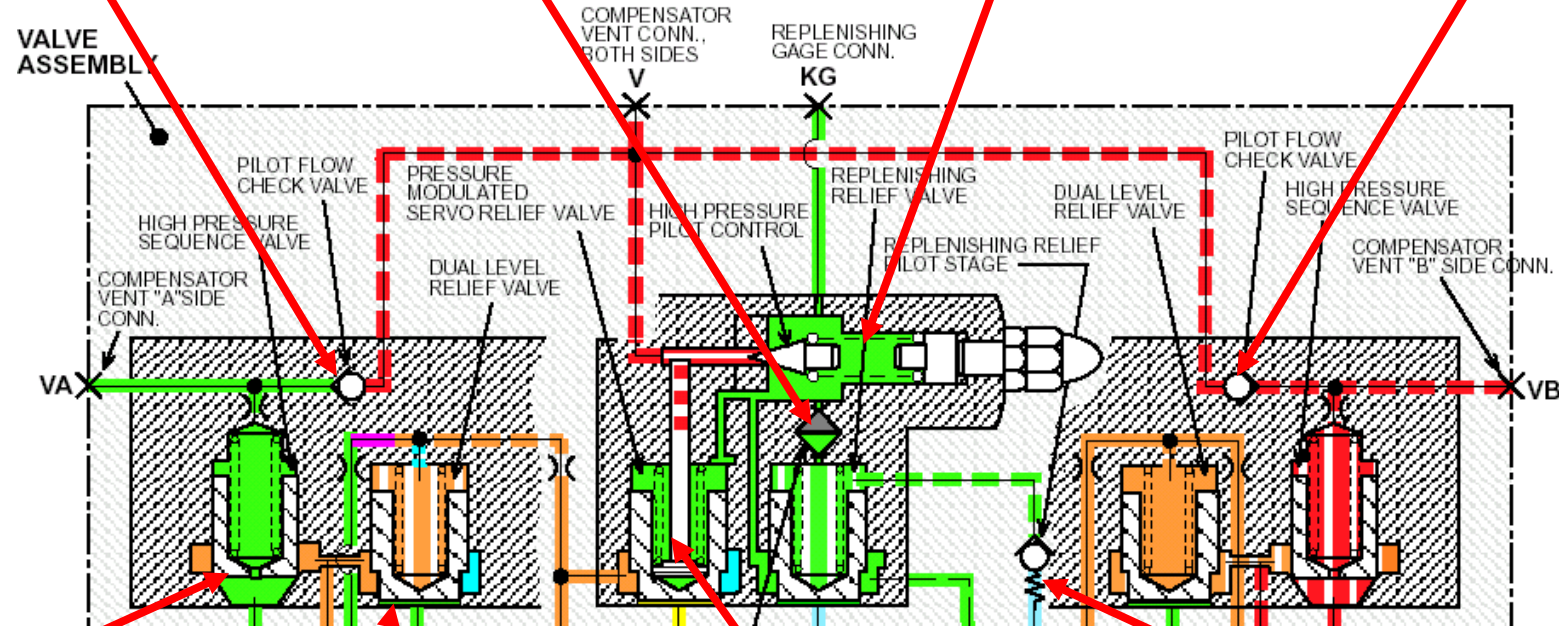 COMPENSATOR
VENT CONN.,
BOTH SIDES
V
REPLENISHING
GAGE CONN.
KG
VALVE
ASSEMBLY
PILOT FLOW
CHECK VALVE
HIGH PRESSURE
SEQUENCE VALVE
COMPENSATOR
VENT "A"SIDE
CONN.
VA
PRESSURE
MODULATED
SERVO RELIEF VALVE
DUAL LEVEL
RELIEF VALVE
HIGH PRESSURE
PILOT CONTROL
REPLENISHING
RELIEF VALVE
REPLENISHING RELIEF
PILOT STAGE
DUAL LEVEL
RELIEF VALVE
PILOT FLOW
CHECK VALVE
HIGH PRESSURE
SEQUENCE VALVE
COMPENSATOR
VENT "B" SIDE CONN.
VB